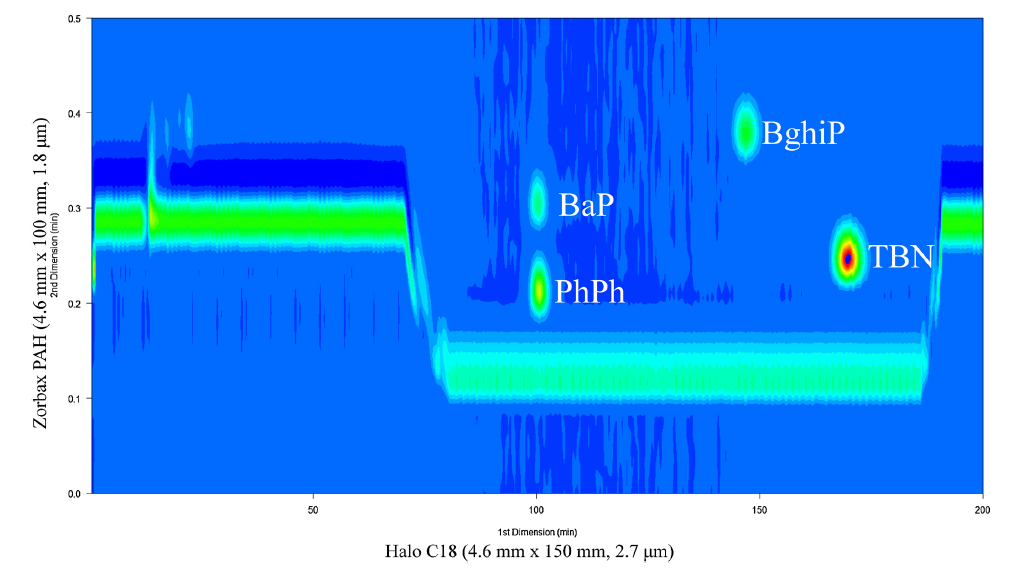 0.5
0.4
0.3
0.2
0.1
0.0
Zorbax PAH (4.6 mm x 100 mm, 1.8 μm)
2nd Dimension (min)
BghiP
BaP
TBN
PhPh
50
100
150
200
1st Dimension (min)
Halo C18 (4.6 mm x 150 mm, 2.7 μm)